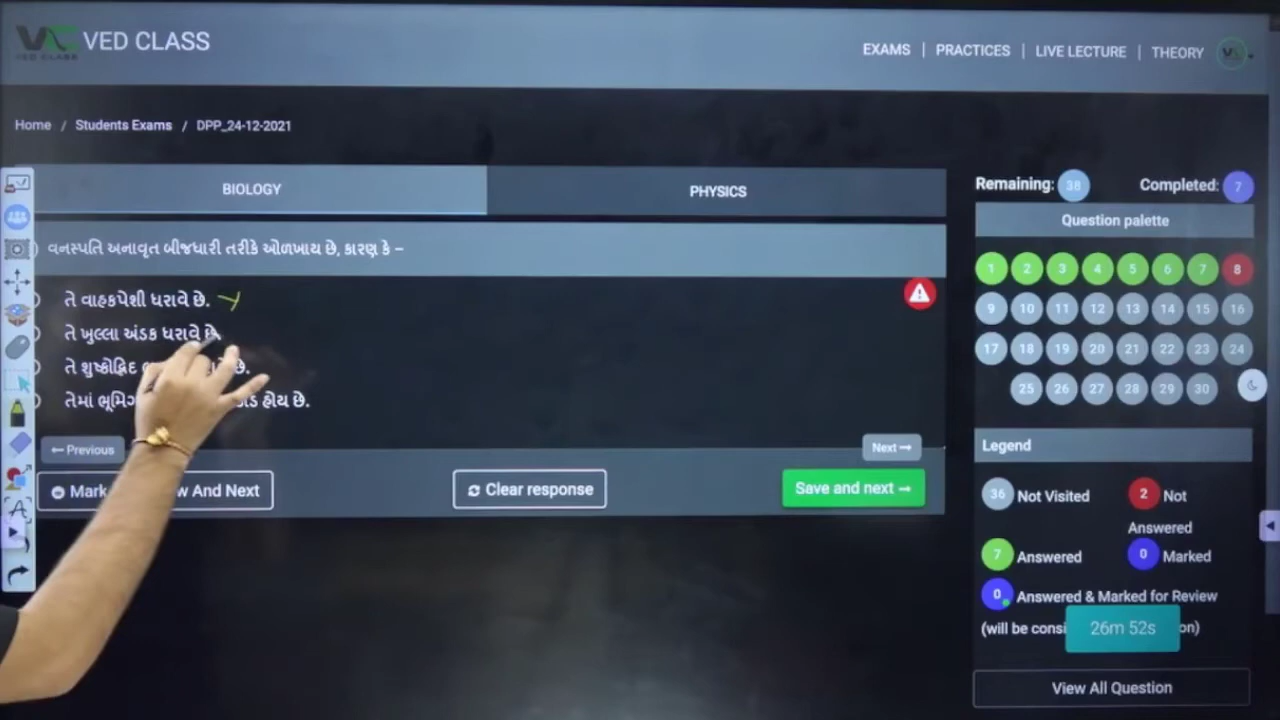 VED CLASS
VED CLASS
EXAMS | PRACTICES | LIVE LECTURE | THEORY
Home / Students Exams / DPP_24-12-2021
BIOLOGY
PHYSICS
વનસ્પતિ અનાવૃત બીજધારી તરીકે ઓળખાય છે, કારણ કે –
તે વાહકપેશી ધરાવે છે.
તે ખુલ્લા અંડક ધરાવે છે.
તે શુષ્કોદ્ભિદ છે.
તેમાં હોય છે.
← Previous
Next →
Mark And Next
Clear response
Save and next →
Remaining: 38 Completed: 7
Question palette
1 2 3 4 5 6 7 8
9 10 11 12 13 14 15 16
17 18 19 20 21 22 23 24
25 26 27 28 29 30
Legend
36 Not Visited 2 Not
Answered
7 Answered 0 Marked
0 Answered & Marked for Review
(will be
26m 52s
View All Question